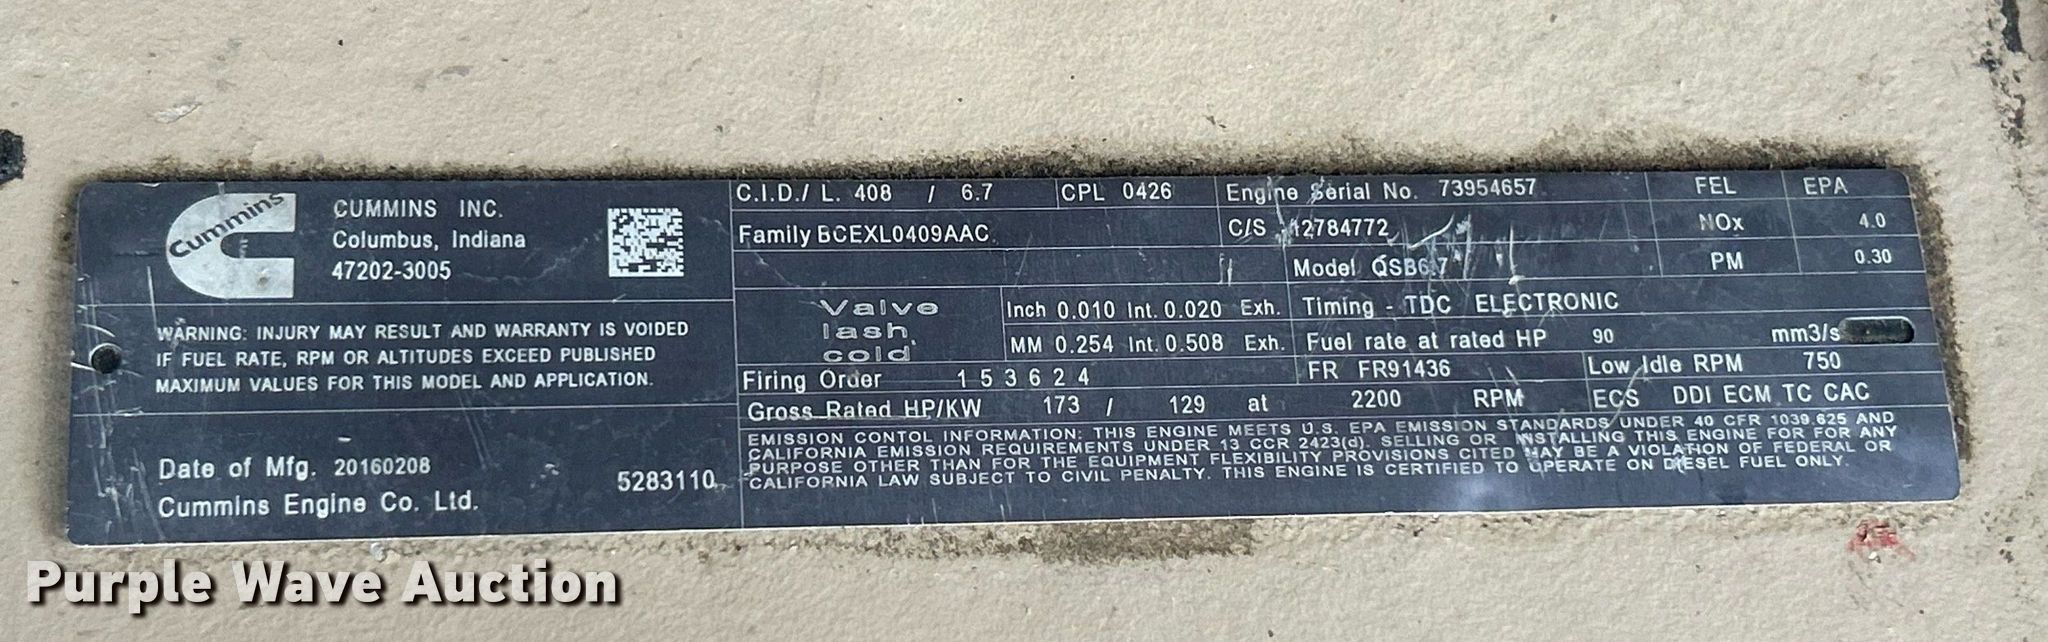 Cummins
CUMMINS INC.
Columbus, Indiana
47202-3005
WARNING: INJURY MAY RESULT AND WARRANTY IS VOIDED
IF FUEL RATE, RPM OR ALTITUDES EXCEED PUBLISHED
MAXIMUM VALUES FOR THIS MODEL AND APPLICATION.
Date of Mfg. 20160208
Cummins Engine Co. Ltd.
5283110
C.I.D./ L. 408 / 6.7 CPL 0426 Engine Serial No. 73954657 FEL EPA
Family BCEXL0409AAC C/S 12784772 NOx 4.0
Model QSB6.7 PM 0.30
Valve lash cold
Inch 0.010 Int. 0.020 Exh. Timing - TDC ELECTRONIC
MM 0.254 Int. 0.508 Exh. Fuel rate at rated HP 90 mm3/s
Firing Order 1 5 3 6 2 4 FR FR91436 Low Idle RPM 750
Gross Rated HP/KW 173 / 129 at 2200 RPM ECS DDI ECM TC CAC
EMISSION CONTOL INFORMATION: THIS ENGINE MEETS U.S. EPA EMISSION STANDARDS UNDER 40 CFR 1039.625 AND
CALIFORNIA EMISSION REQUIREMENTS UNDER 13 CCR 2423(d). SELLING OR INSTALLING THIS ENGINE FOR FOR ANY
PURPOSE OTHER THAN FOR THE EQUIPMENT FLEXIBILITY PROVISIONS CITED MAY BE A VIOLATION OF FEDERAL OR
CALIFORNIA LAW SUBJECT TO CIVIL PENALTY. THIS ENGINE IS CERTIFIED TO OPERATE ON DIESEL FUEL ONLY.
Purple Wave Auction